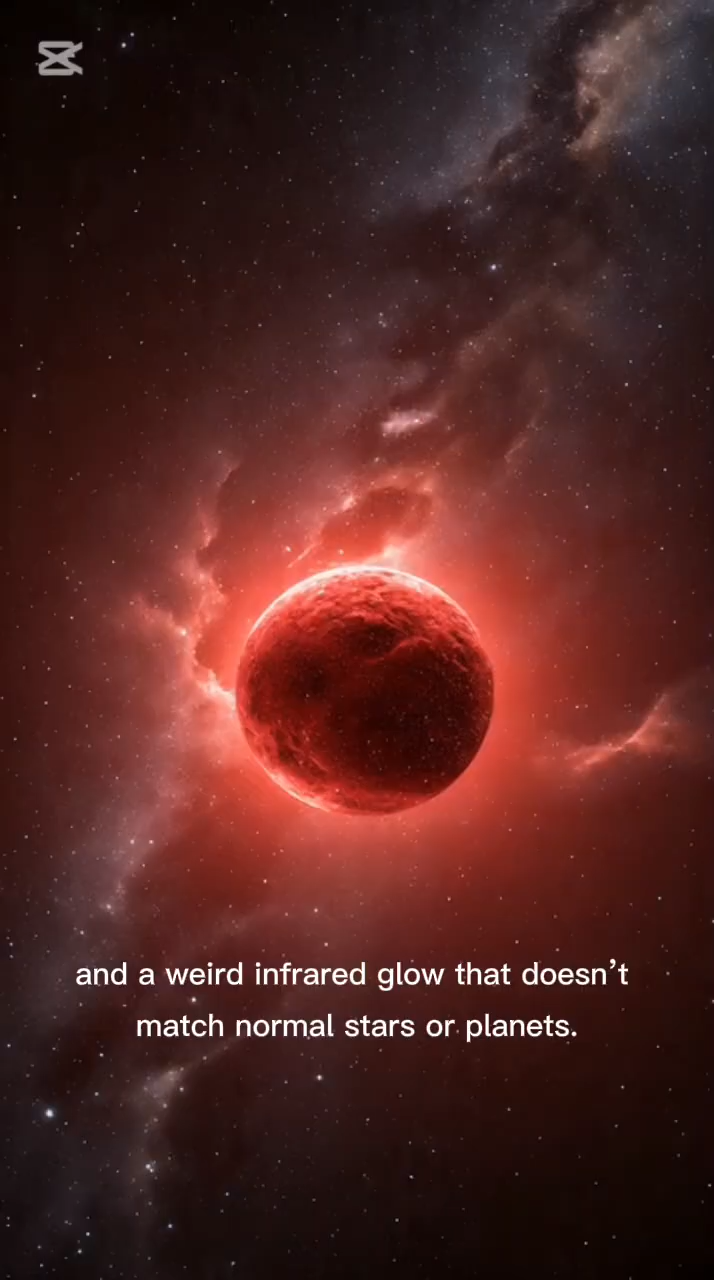 and a weird infrared glow that doesn’t
match normal stars or planets.